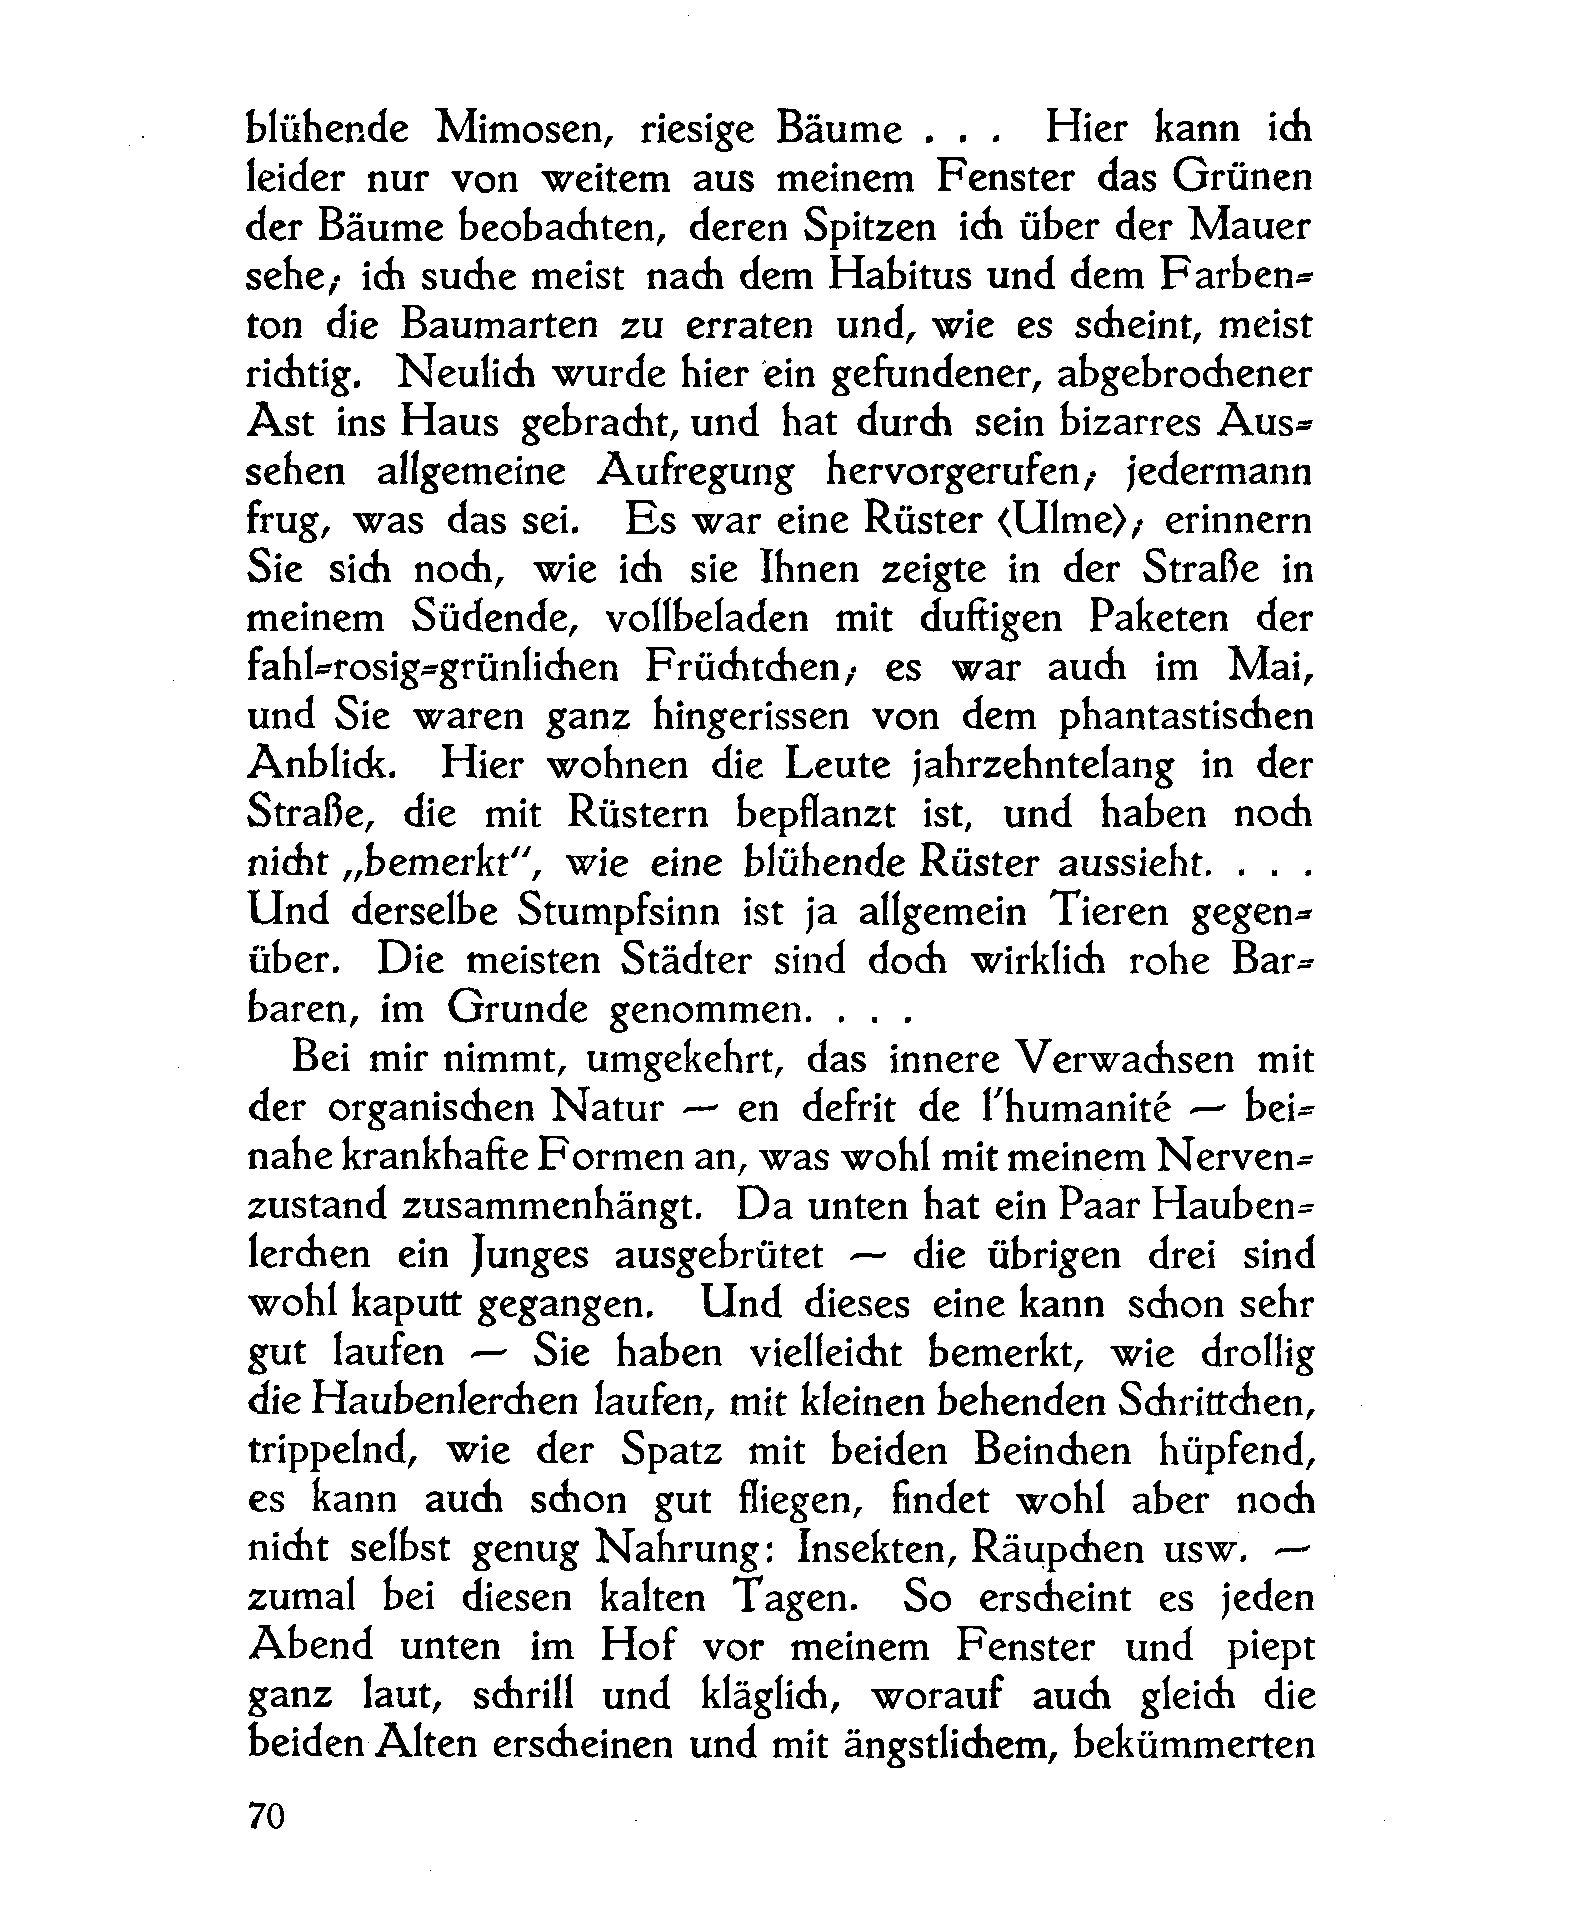 blühende Mimosen, riesige Bäume . . . Hier kann ich
leider nur von weitem aus meinem Fenster das Grünen
der Bäume beobachten, deren Spitzen ich über der Mauer
sehe; ich suche meist nach dem Habitus und dem Farben-
ton die Baumarten zu erraten und, wie es scheint, meist
richtig. Neulich wurde hier ein gefundener, abgebrochener
Ast ins Haus gebracht, und hat durch sein bizarres Aus-
sehen allgemeine Aufregung hervorgerufen; jedermann
frug, was das sei. Es war eine Rüster (Ulme); erinnern
Sie sich noch, wie ich sie Ihnen zeigte in der Straße in
meinem Südende, vollbeladen mit duftigen Paketen der
fahl-rosig-grünlichen Früchtchen; es war auch im Mai,
und Sie waren ganz hingerissen von dem phantastischen
Anblick. Hier wohnen die Leute jahrzehntelang in der
Straße, die mit Rüstern bepflanzt ist, und haben noch
nicht „bemerkt", wie eine blühende Rüster aussieht. . . .
Und derselbe Stumpfsinn ist ja allgemein Tieren gegen-
über. Die meisten Städter sind doch wirklich rohe Bar-
baren, im Grunde genommen. . . .
Bei mir nimmt, umgekehrt, das innere Verwachsen mit
der organischen Natur — en defrit de l'humanité — bei-
nahe krankhafte Formen an, was wohl mit meinem Nerven-
zustand zusammenhängt. Da unten hat ein Paar Hauben-
lerchen ein Junges ausgebrütet — die übrigen drei sind
wohl kaputt gegangen. Und dieses eine kann schon sehr
gut laufen — Sie haben vielleicht bemerkt, wie drollig
die Haubenlerchen laufen, mit kleinen behenden Schrittchen,
trippelnd, wie der Spatz mit beiden Beinchen hüpfend,
es kann auch schon gut fliegen, findet wohl aber noch
nicht selbst genug Nahrung: Insekten, Räupchen usw. —
zumal bei diesen kalten Tagen. So erscheint es jeden
Abend unten im Hof vor meinem Fenster und piept
ganz laut, schrill und kläglich, worauf auch gleich die
beiden Alten erscheinen und mit ängstlichem, bekümmerten
70